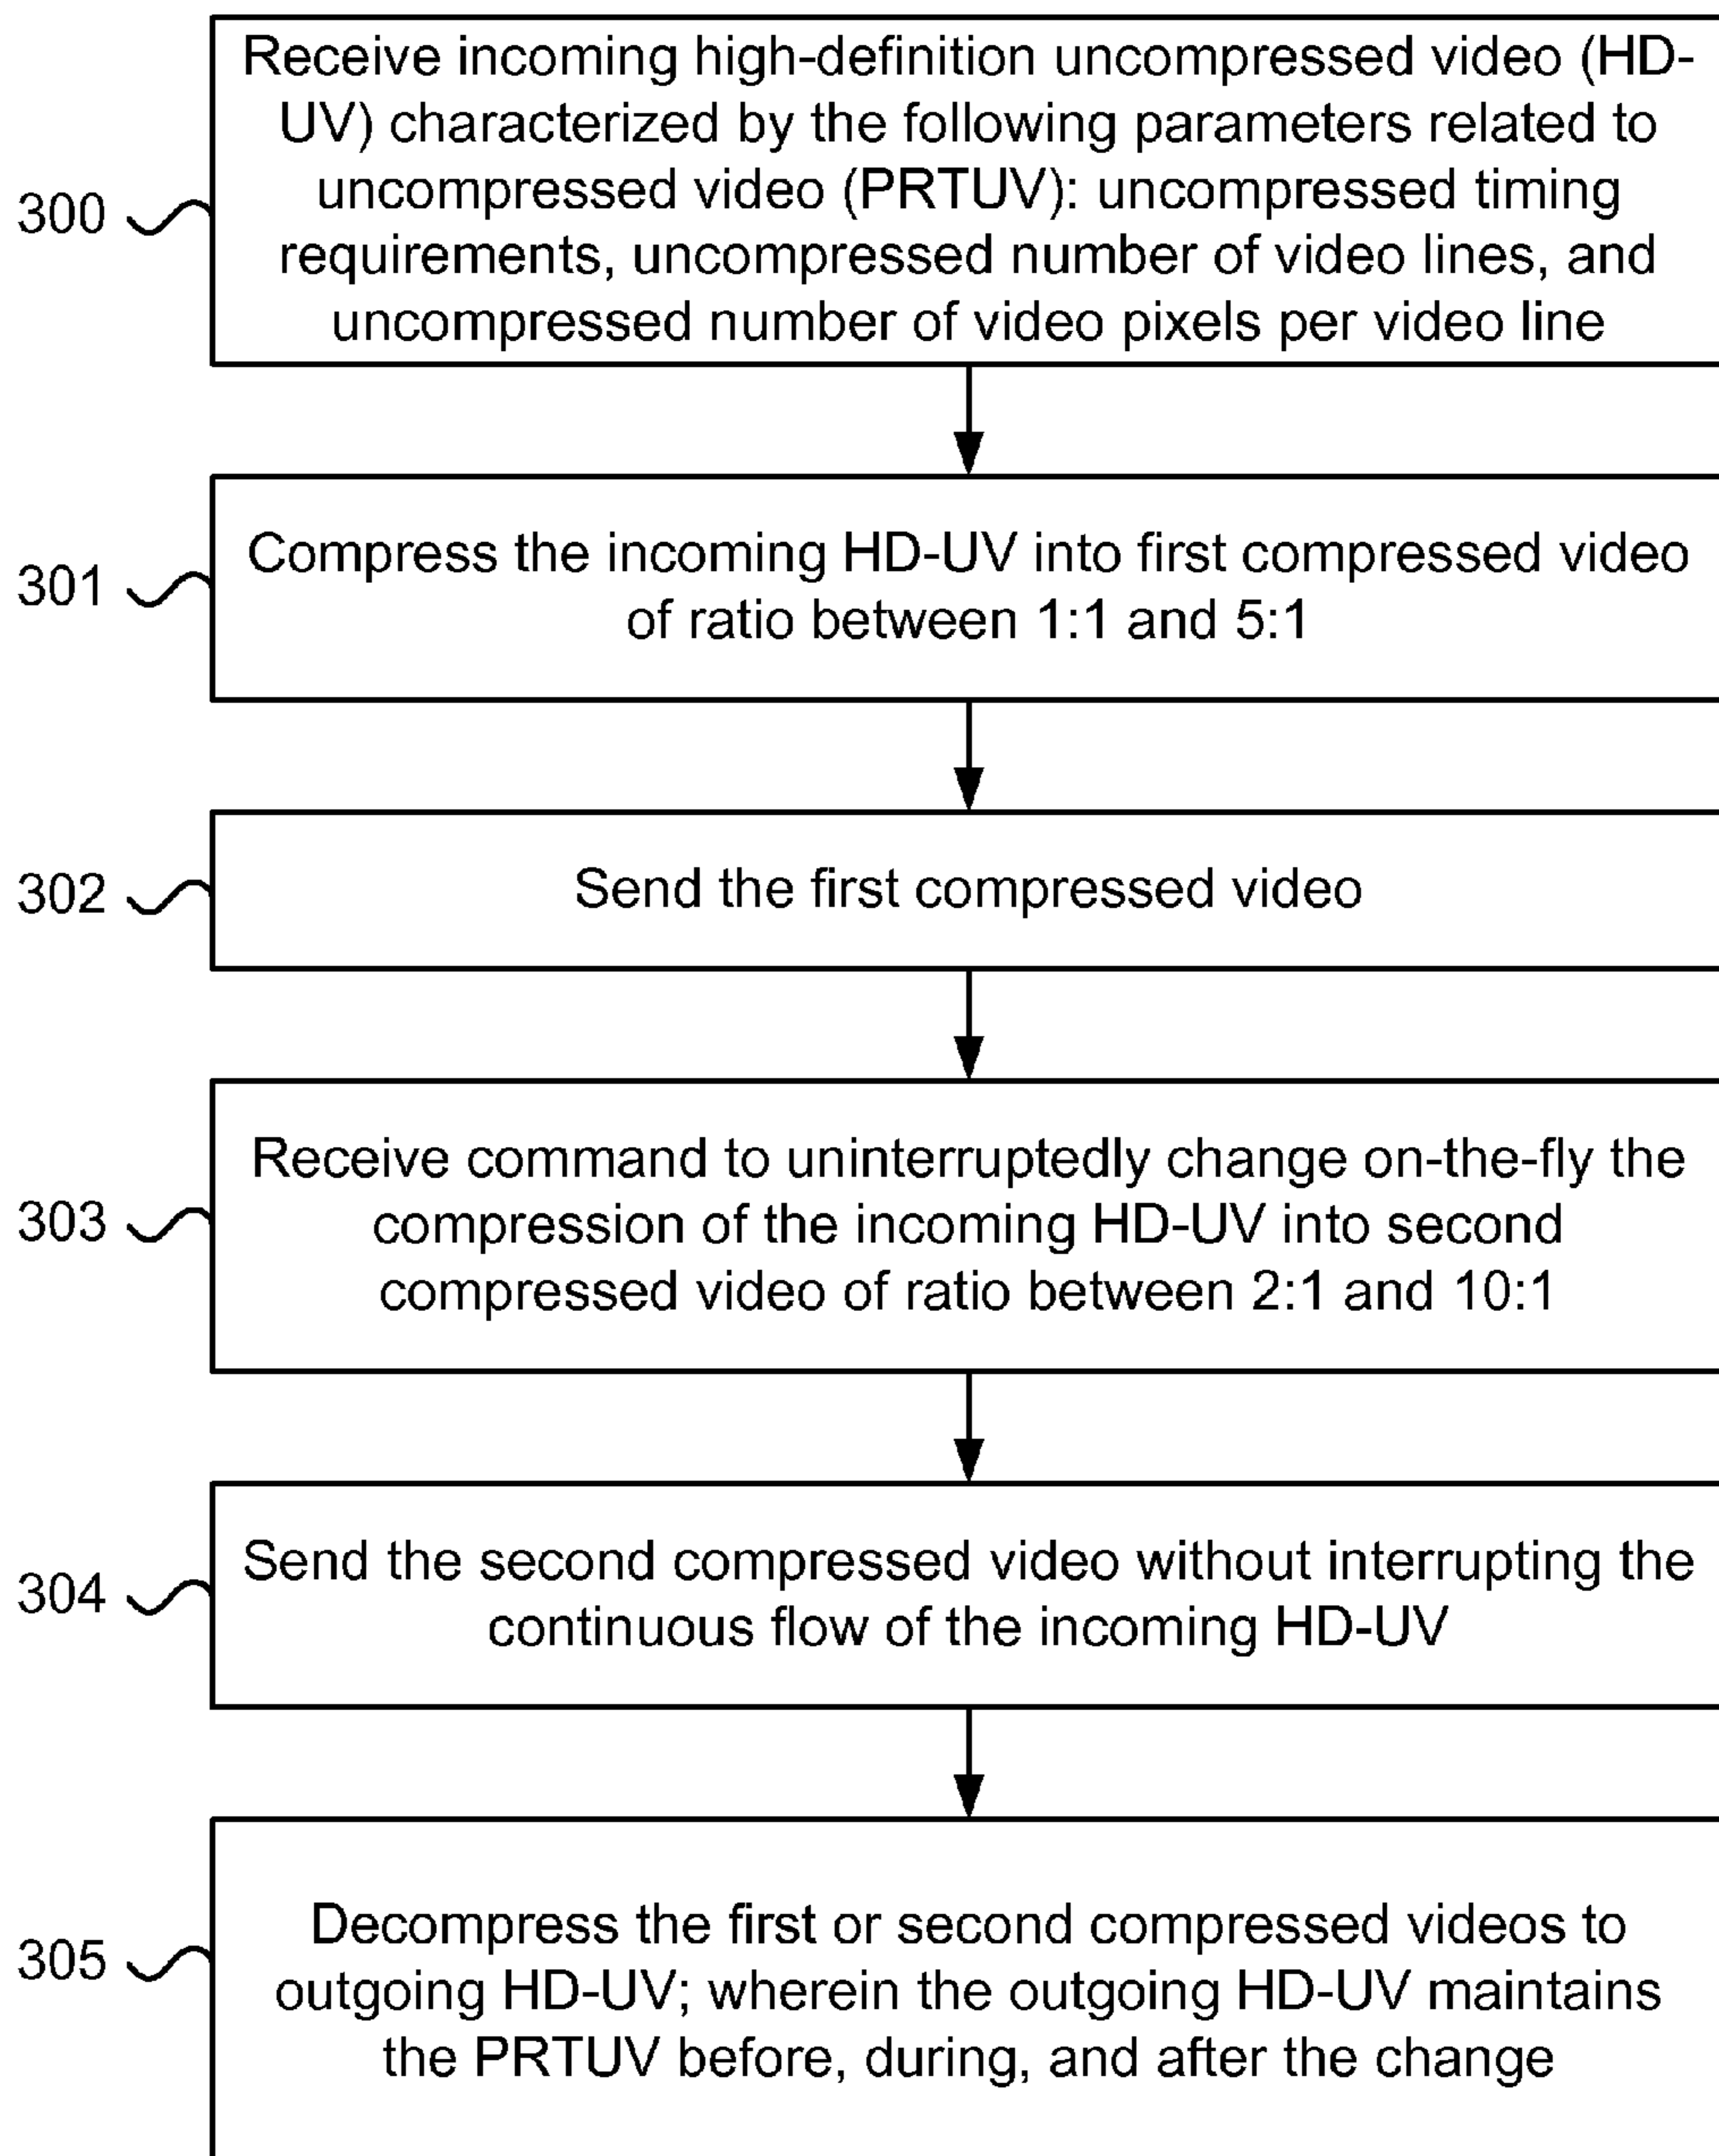 Receive incoming high-definition uncompressed video (HD-
UV) characterized by the following parameters related to
uncompressed video (PRTUV): uncompressed timing
requirements, uncompressed number of video lines, and
uncompressed number of video pixels per video line
300
Compress the incoming HD-UV into first compressed video
of ratio between 1:1 and 5:1
301
Send the first compressed video
302
Receive command to uninterruptedly change on-the-fly the
compression of the incoming HD-UV into second
compressed video of ratio between 2:1 and 10:1
303
Send the second compressed video without interrupting the
continuous flow of the incoming HD-UV
304
Decompress the first or second compressed videos to
outgoing HD-UV; wherein the outgoing HD-UV maintains
the PRTUV before, during, and after the change
305